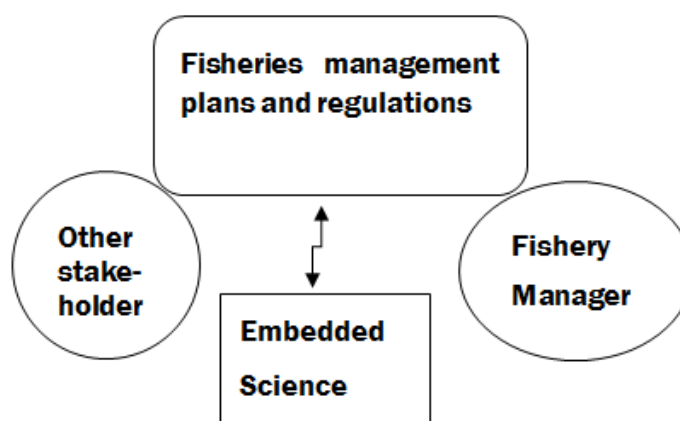 Fisheries management
plans and regulations
Other
stake-
holder
Fishery
Manager
Embedded
Science